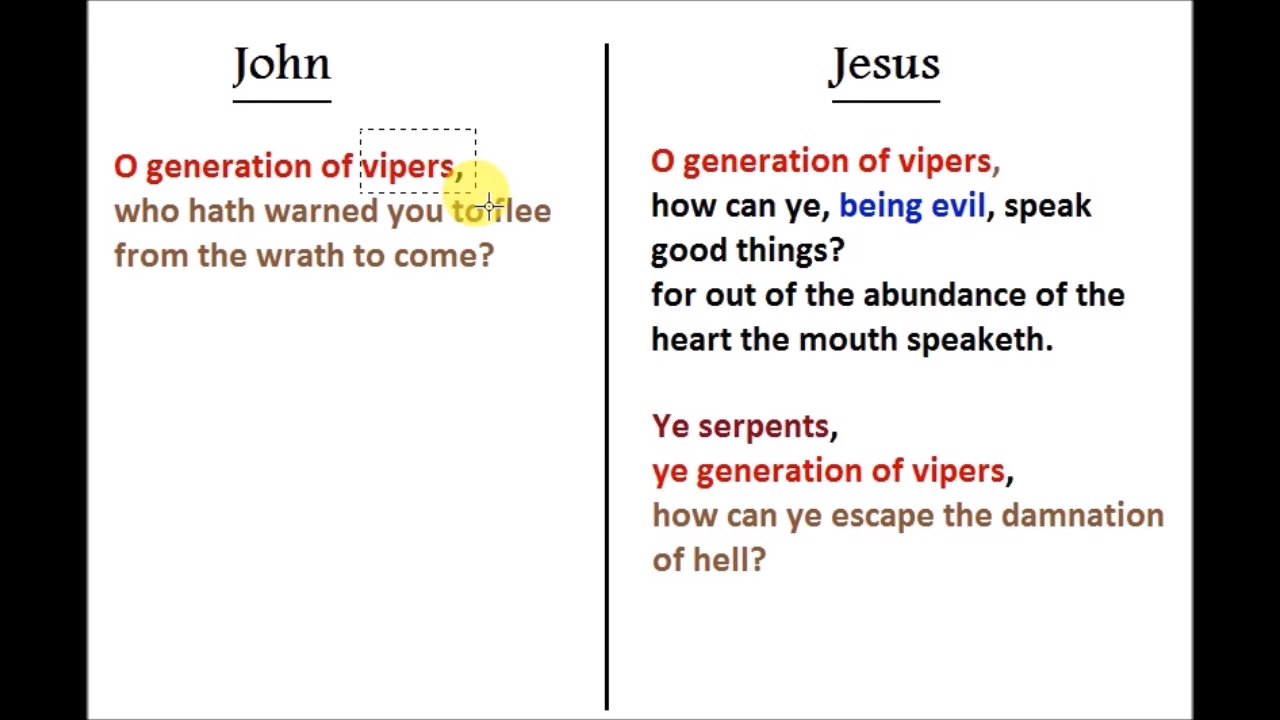 John
O generation of vipers,
who hath warned you to flee
from the wrath to come?
Jesus
O generation of vipers,
how can ye, being evil, speak
good things?
for out of the abundance of the
heart the mouth speaketh.
Ye serpents,
ye generation of vipers,
how can ye escape the damnation
of hell?